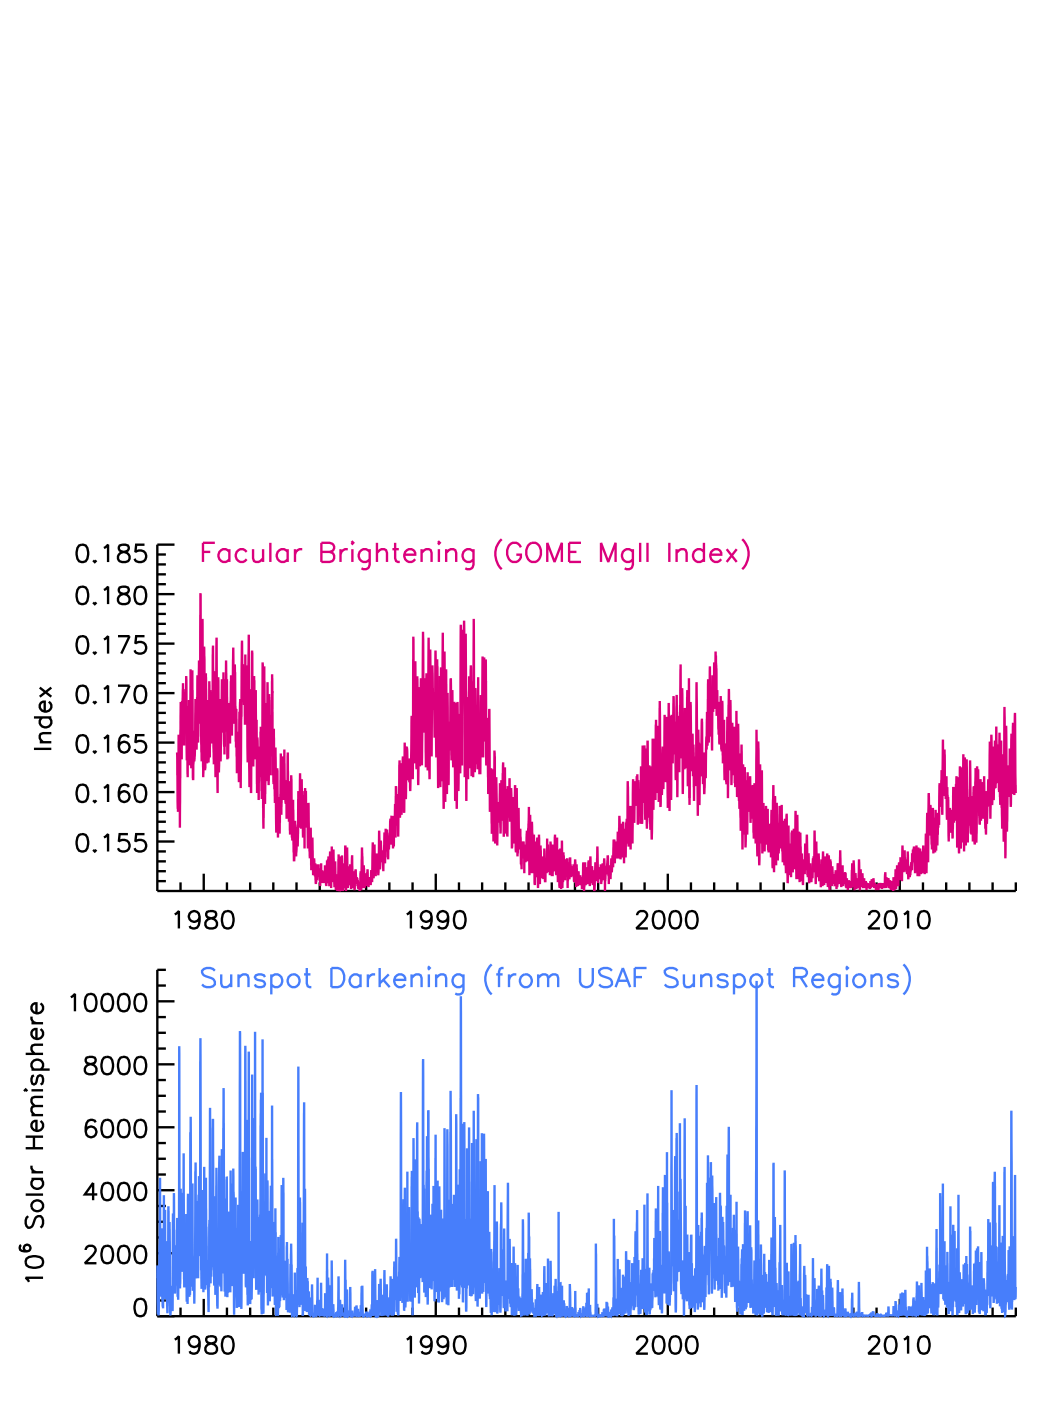 Facular Brightening (GOME MgII Index)
0.185
0.180
0.175
0.170
0.165
0.160
0.155
Index
1980 1990 2000 2010
Sunspot Darkening (from USAF Sunspot Regions)
10000
8000
6000
4000
2000
0
10⁶ Solar Hemisphere
1980 1990 2000 2010